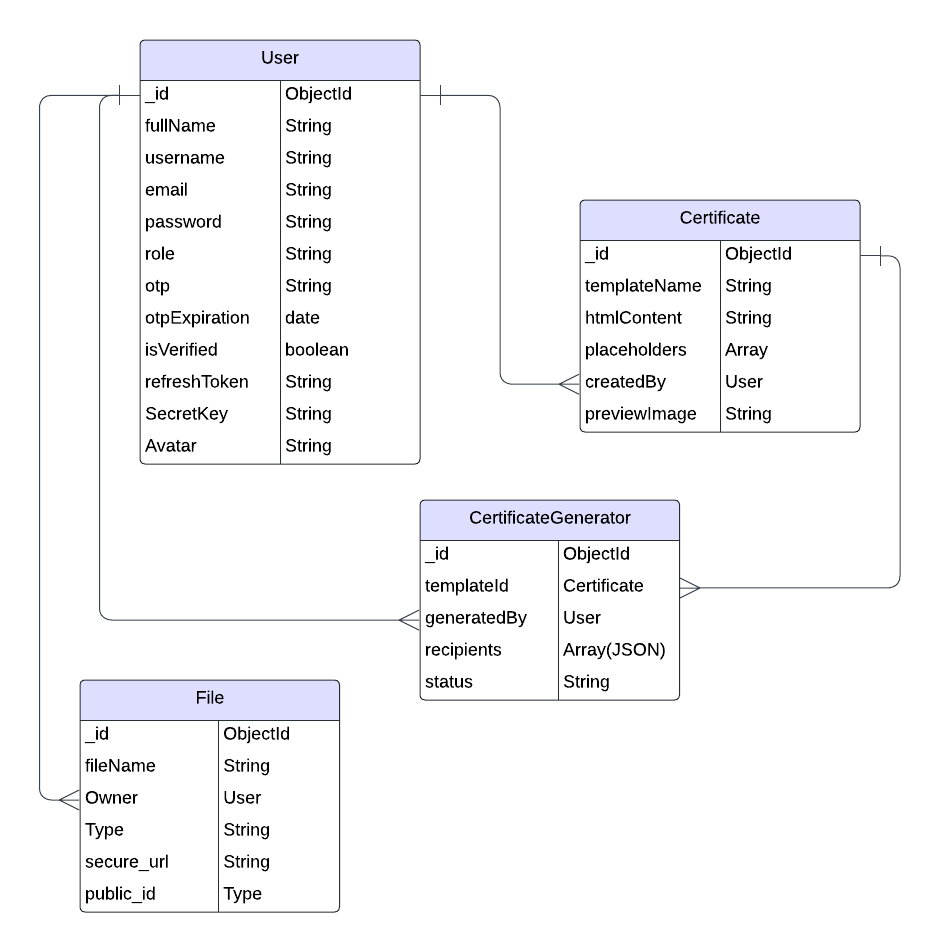 User
_id ObjectId
fullName String
username String
email String
password String
role String
otp String
otpExpiration date
isVerified boolean
refreshToken String
SecretKey String
Avatar String
Certificate
_id ObjectId
templateName String
htmlContent String
placeholders Array
createdBy User
previewImage String
CertificateGenerator
_id ObjectId
templateId Certificate
generatedBy User
recipients Array(JSON)
status String
File
_id ObjectId
fileName String
Owner User
Type String
secure_url String
public_id Type